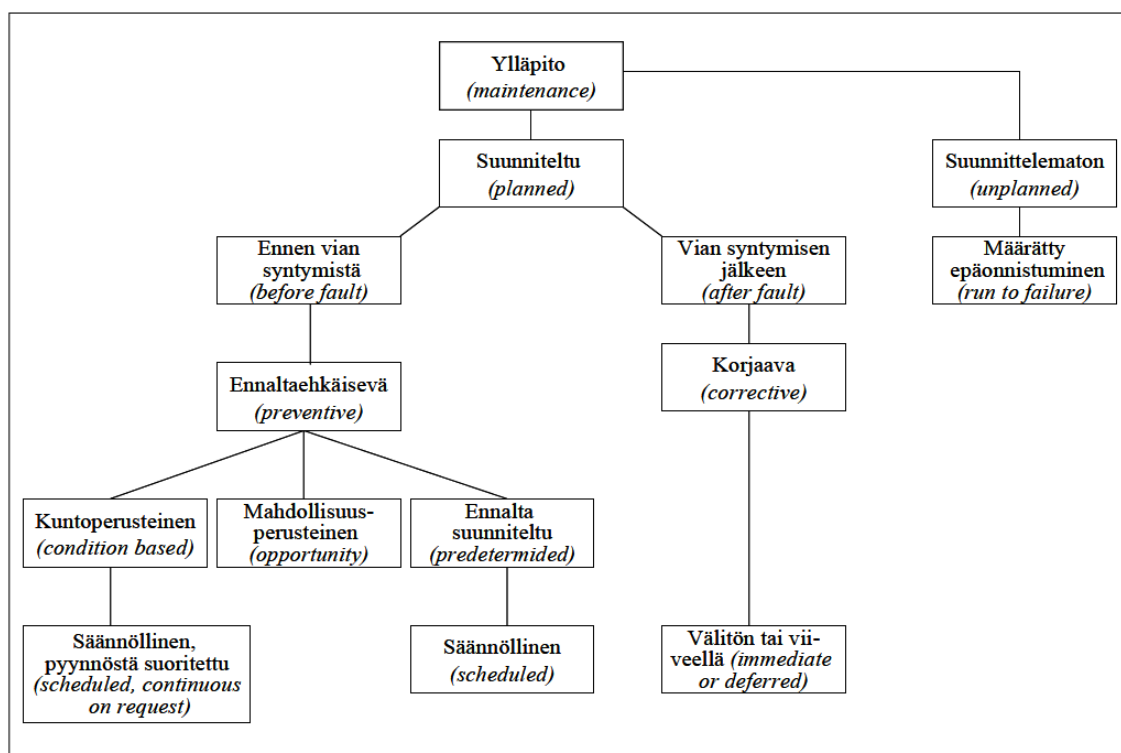 Ylläpito
(maintenance)
Suunniteltu
(planned)
Suunnittelematon
(unplanned)
Ennen vian
syntymistä
(before fault)
Vian syntymisen
jälkeen
(after fault)
Määrätty
epäonnistuminen
(run to failure)
Ennaltaehkäisevä
(preventive)
Korjaava
(corrective)
Kuntoperusteinen
(condition based)
Mahdollisuus-
perusteinen
(opportunity)
Ennalta
suunniteltu
(predetermided)
Säännöllinen,
pyynnöstä suoritettu
(scheduled, continuous
on request)
Säännöllinen
(scheduled)
Välitön tai vii-
veellä (immediate
or deferred)